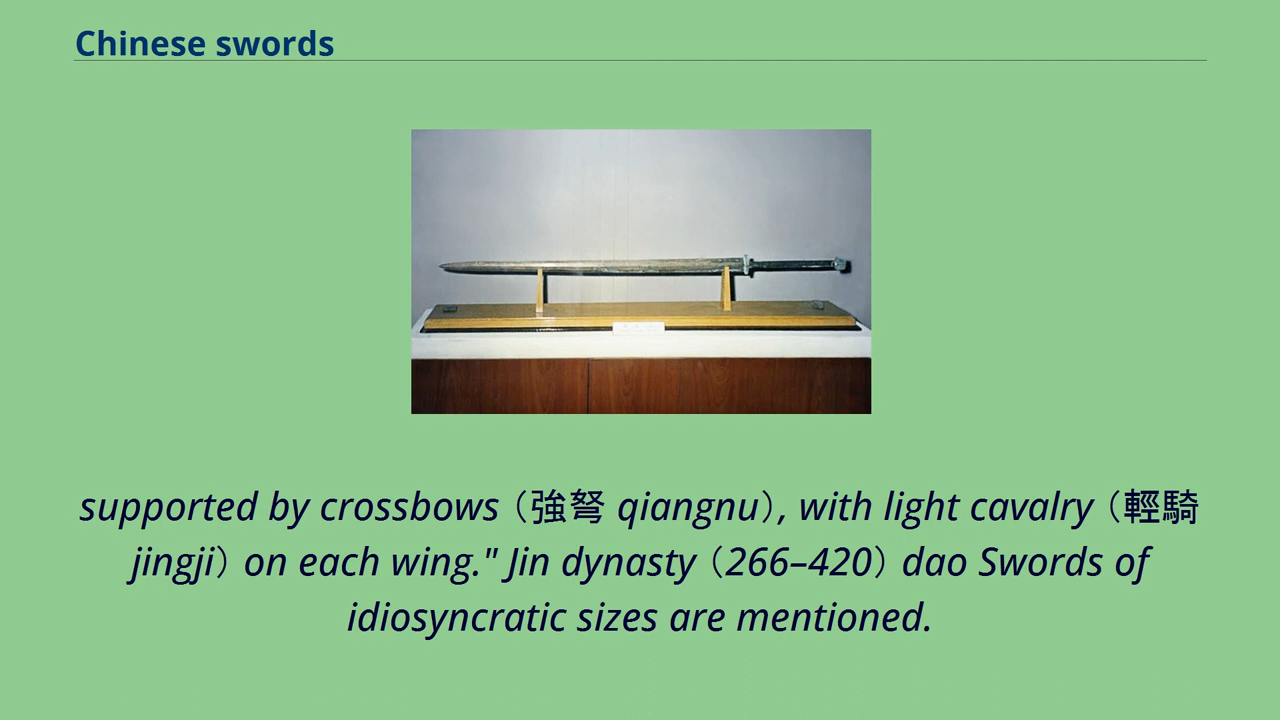 Chinese swords
supported by crossbows（強弩 qiangnu）, with light cavalry（輕騎
jingji）on each wing." Jin dynasty（266–420）dao Swords of
idiosyncratic sizes are mentioned.